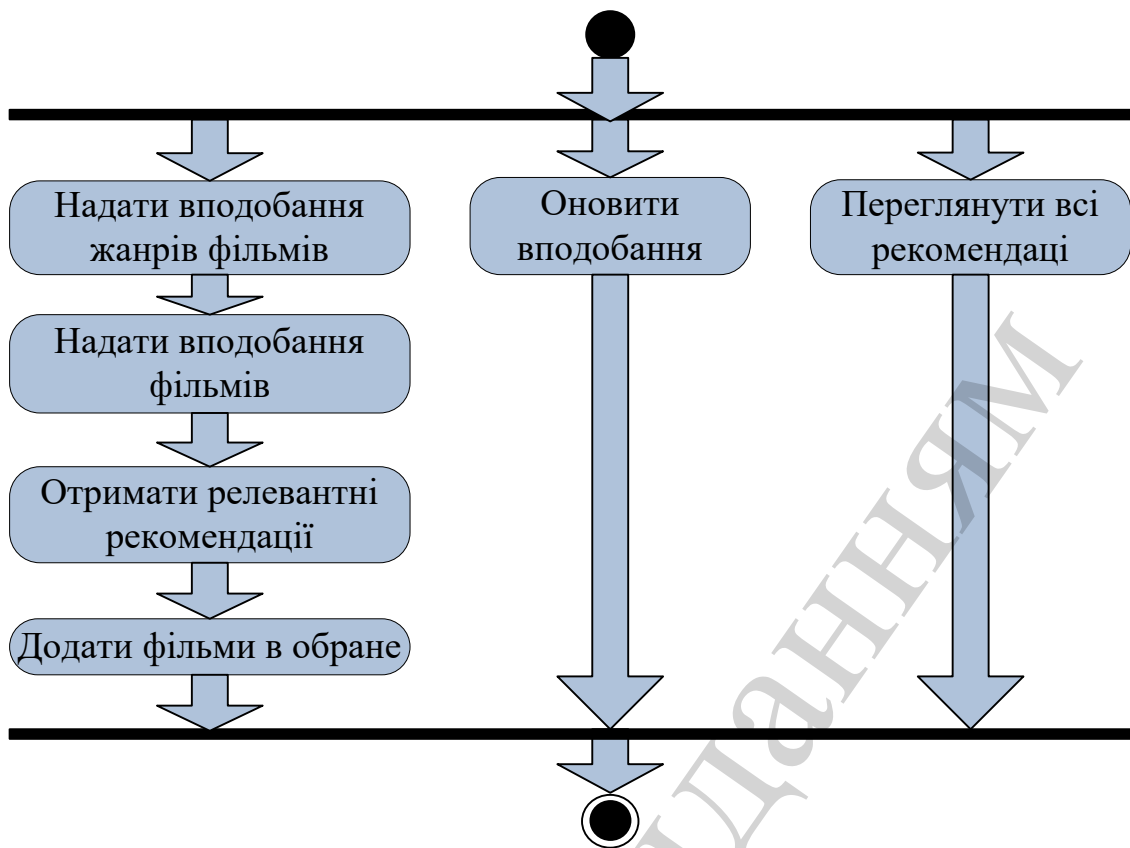 Надати вподобання
жанрів фільмів
Надати вподобання
фільмів
Отримати релевантні
рекомендації
Додати фільми в обране
Оновити
вподобання
Переглянути всі
рекомендаці